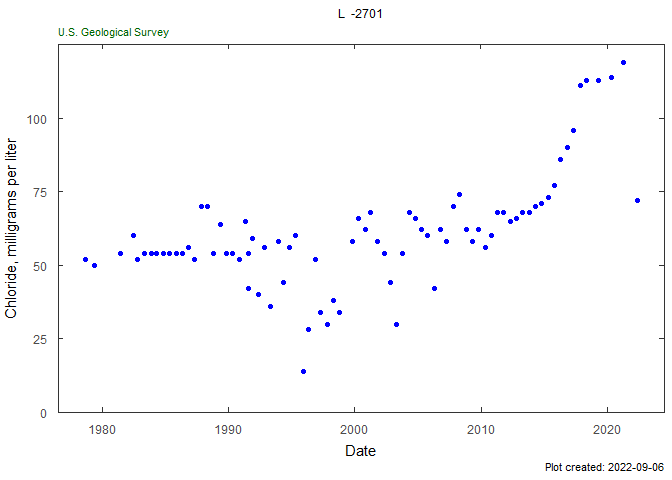 L -2701
U.S. Geological Survey
Chloride, milligrams per liter
100
75
50
25
0
1980 1990 2000 2010 2020
Date
Plot created: 2022-09-06